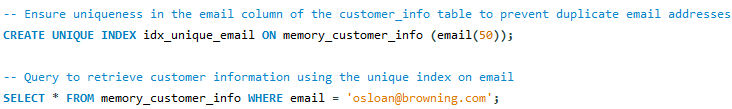 -- Ensure uniqueness in the email column of the customer_info table to prevent duplicate email addresses
CREATE UNIQUE INDEX idx_unique_email ON memory_customer_info (email(50));
-- Query to retrieve customer information using the unique index on email
SELECT * FROM memory_customer_info WHERE email = 'osloan@browning.com';